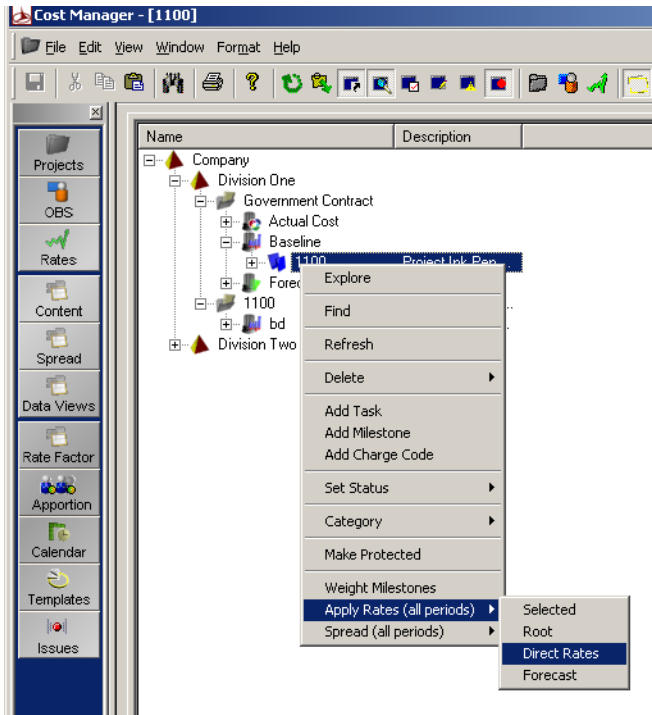 Cost Manager - [1100]
File Edit View Window Format Help
Name Description
Projects
OBS
Rates
Content
Spread
Data Views
Rate Factor
Apportion
Calendar
Templates
Issues
Company
Division One
Government Contract
Actual Cost
Baseline
1100 Project Ink Pen...
Forec
1100
bd
Division Two
Explore
Find
Refresh
Delete
Add Task
Add Milestone
Add Charge Code
Set Status
Category
Make Protected
Weight Milestones
Apply Rates (all periods)
Spread (all periods)
Selected
Root
Direct Rates
Forecast